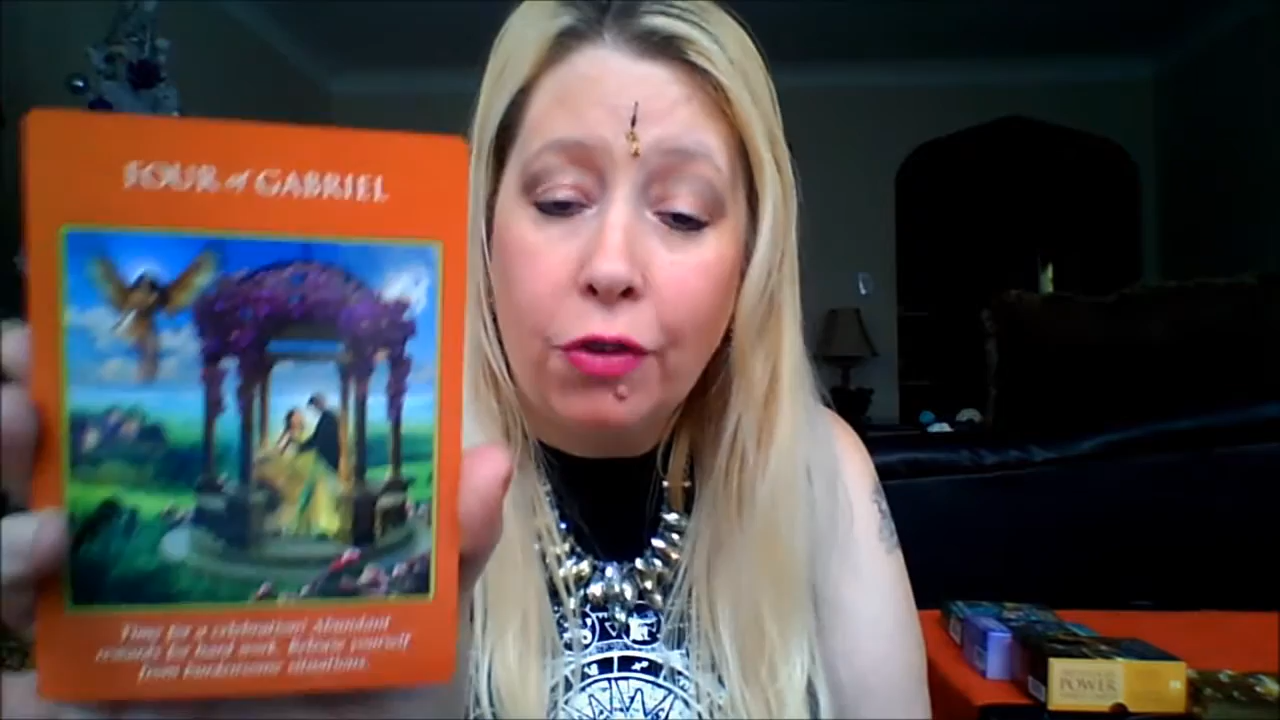 FOUR of GABRIEL
Time for a celebration! Abundant
rewards for hard work. Release yourself
from burdensome situations.
POWER